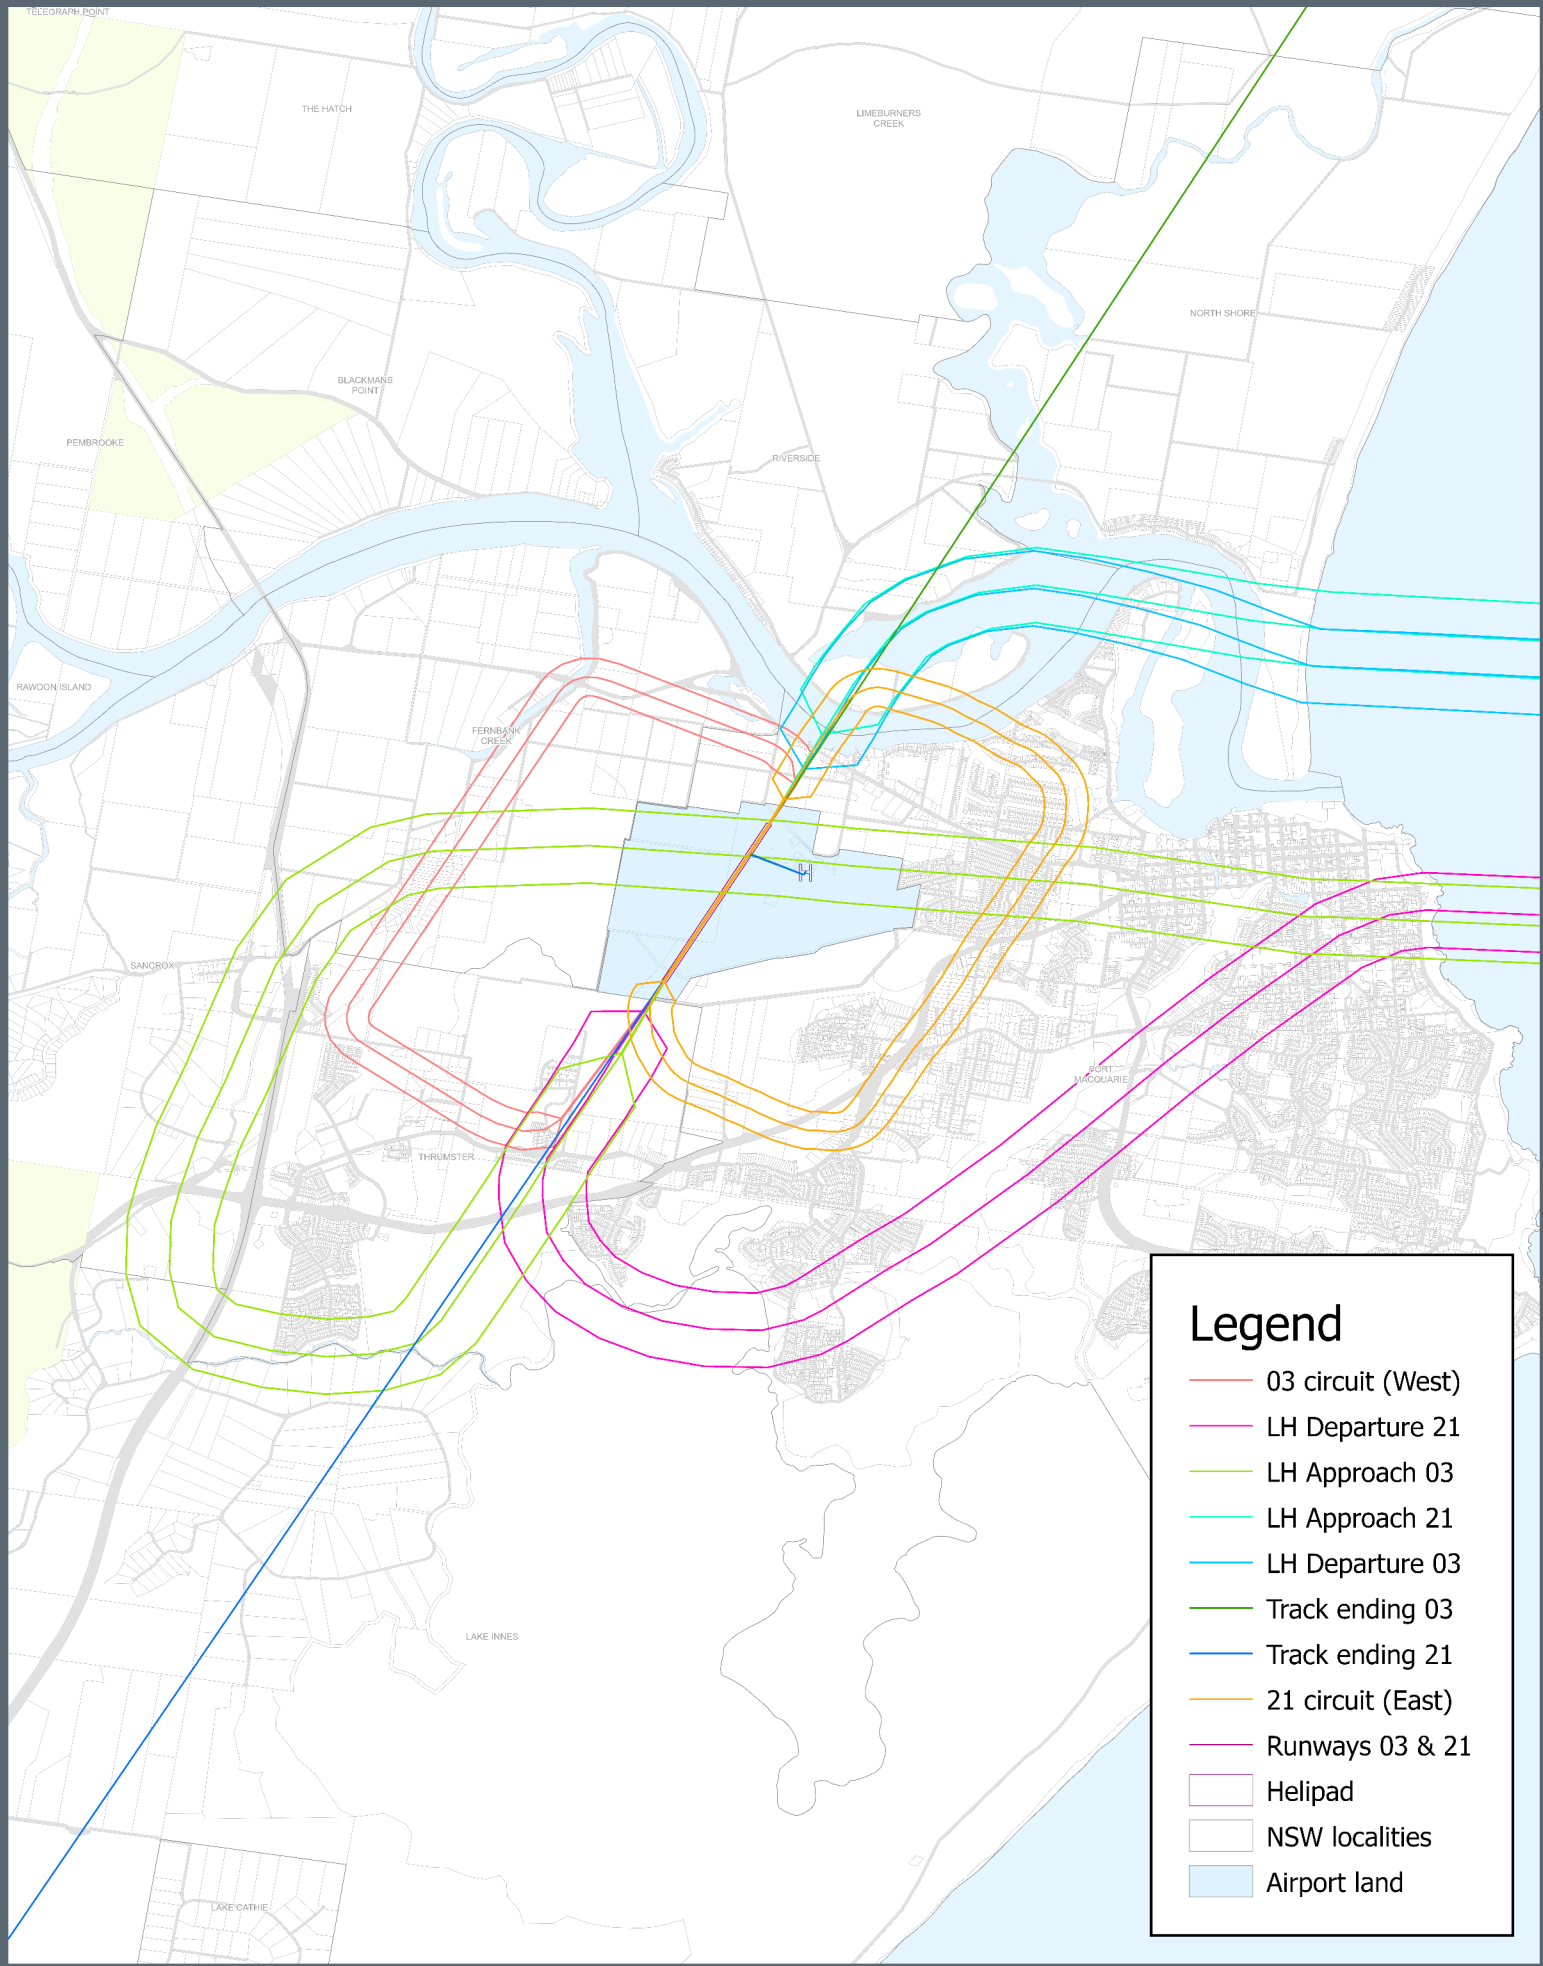 TELEGRAPH POINT
THE HATCH
LIMEBURNERS
CREEK
NORTH SHORE
BLACKMANS
POINT
PEMBROOKE
RIVERSIDE
RAWDON ISLAND
FERNBANK
CREEK
H
SANCROX
PORT
MACQUARIE
THRUMSTER
LAKE INNES
LAKE CATHIE
Legend
03 circuit (West)
LH Departure 21
LH Approach 03
LH Approach 21
LH Departure 03
Track ending 03
Track ending 21
21 circuit (East)
Runways 03 & 21
Helipad
NSW localities
Airport land